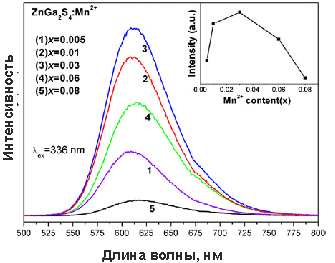 ZnGa₂S₄:Mn²⁺
(1)x=0.005
(2)x=0.01
(3)x=0.03
(4)x=0.06
(5)x=0.08
λex=336 nm
Интенсивность
3
2
4
1
5
500 525 550 575 600 625 650 675 700 725 750 775 800
Длина волны, нм
Intensity (a.u.)
0.00 0.02 0.04 0.06 0.08
Mn²⁺ content(x)